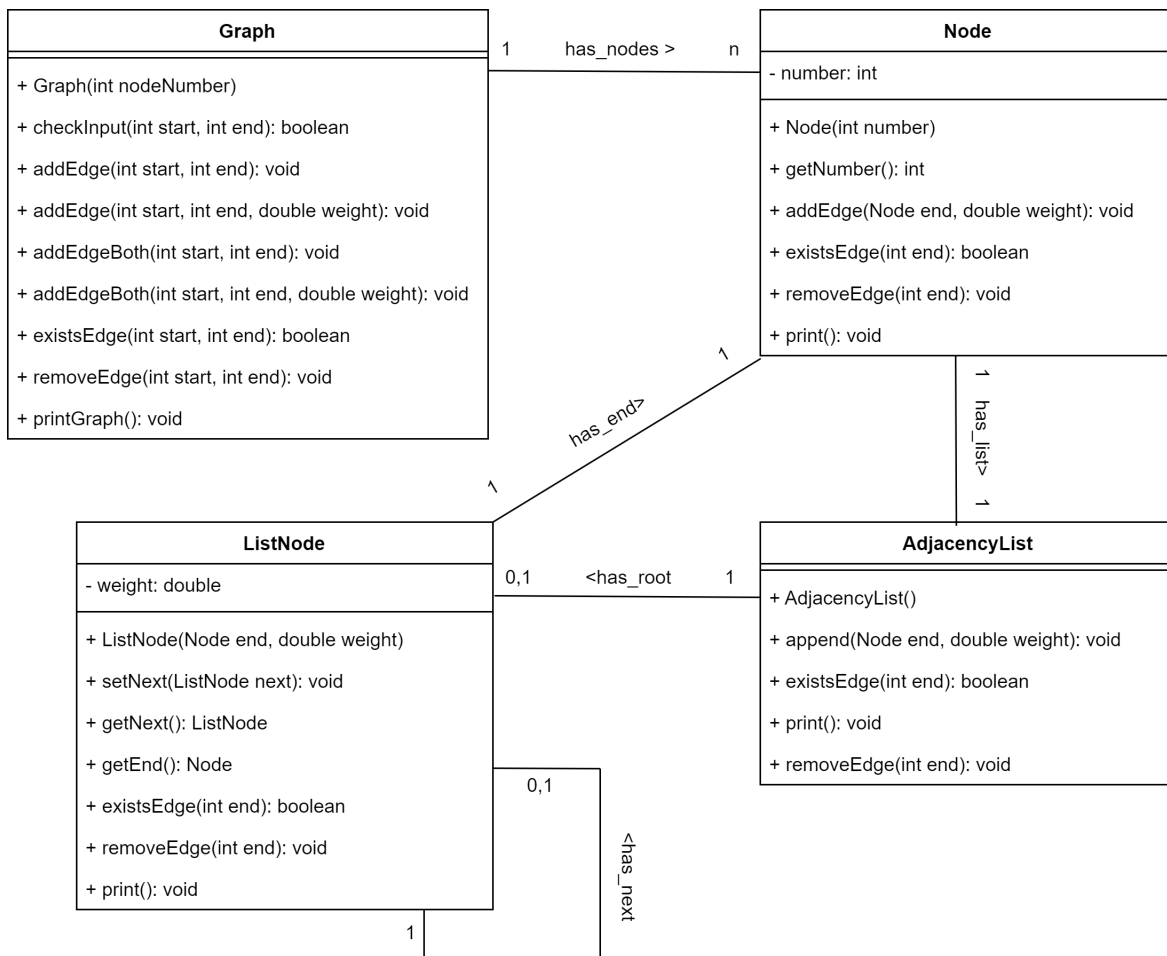 Graph
+ Graph(int nodeNumber)
+ checkInput(int start, int end): boolean
+ addEdge(int start, int end): void
+ addEdge(int start, int end, double weight): void
+ addEdgeBoth(int start, int end): void
+ addEdgeBoth(int start, int end, double weight): void
+ existsEdge(int start, int end): boolean
+ removeEdge(int start, int end): void
+ printGraph(): void
1 has_nodes > n
Node
- number: int
+ Node(int number)
+ getNumber(): int
+ addEdge(Node end, double weight): void
+ existsEdge(int end): boolean
+ removeEdge(int end): void
+ print(): void
1 has_end> 1
1 has_list> 1
ListNode
- weight: double
+ ListNode(Node end, double weight)
+ setNext(ListNode next): void
+ getNext(): ListNode
+ getEnd(): Node
+ existsEdge(int end): boolean
+ removeEdge(int end): void
+ print(): void
0,1 <has_root 1
AdjacencyList
+ AdjacencyList()
+ append(Node end, double weight): void
+ existsEdge(int end): boolean
+ print(): void
+ removeEdge(int end): void
0,1
<has_next
1